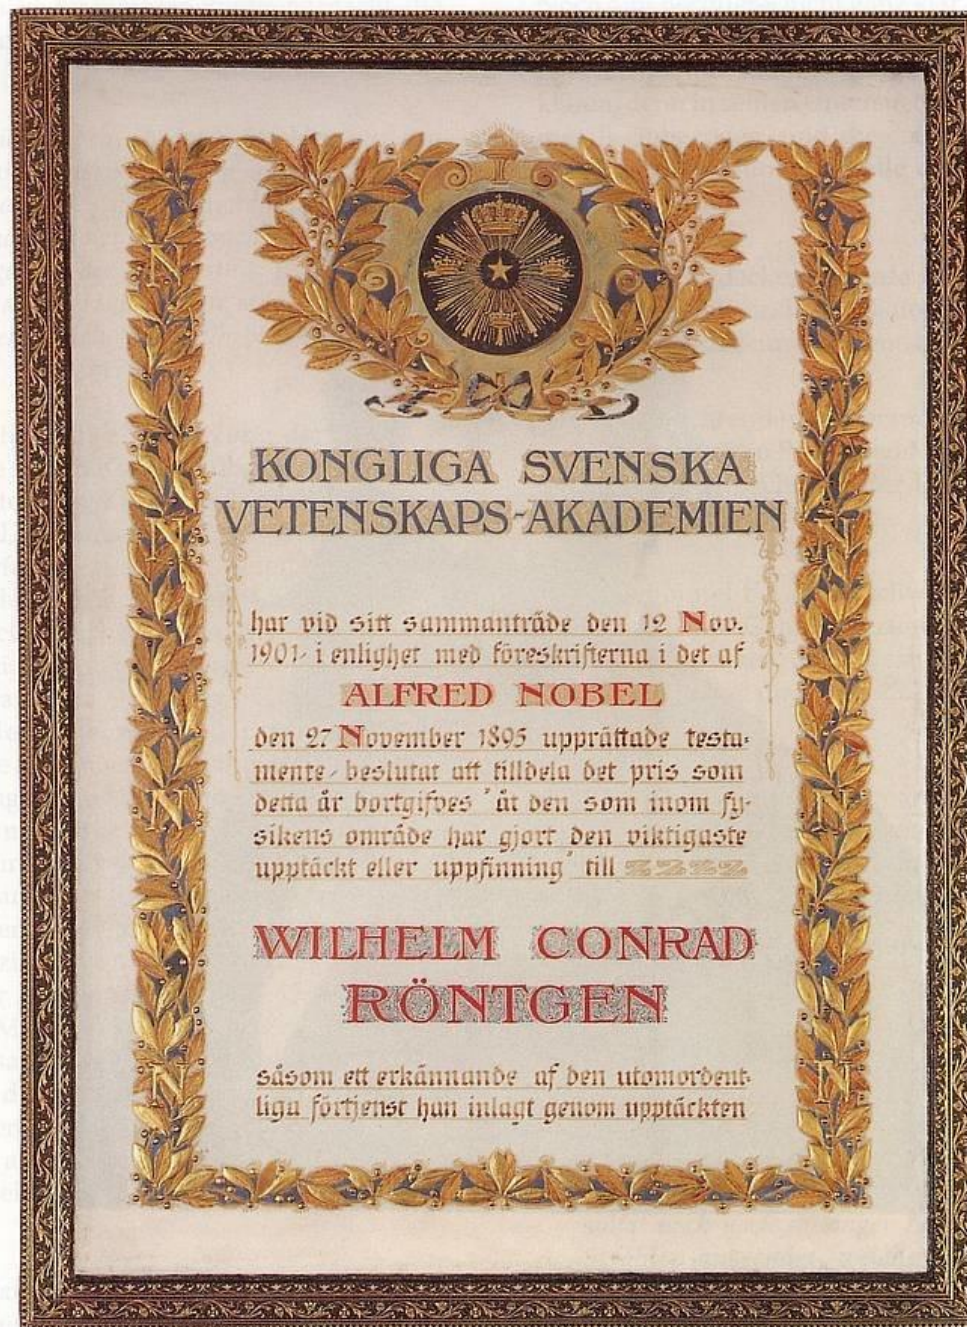 KONGLIGA SVENSKA
VETENSKAPS-AKADEMIEN
har vid sitt sammanträde den 12 Nov.
1901, i enlighet med föreskrifterna i det af
ALFRED NOBEL
den 27 November 1895 upprättade testa-
mente, beslutat att tilldela det pris som
detta år bortgifves "åt den som inom fy-
sikens område har gjort den viktigaste
upptäckt eller uppfinning" till
WILHELM CONRAD
RÖNTGEN
såsom ett erkännande af den utomordent-
liga förtjenst han inlagt genom upptäckten